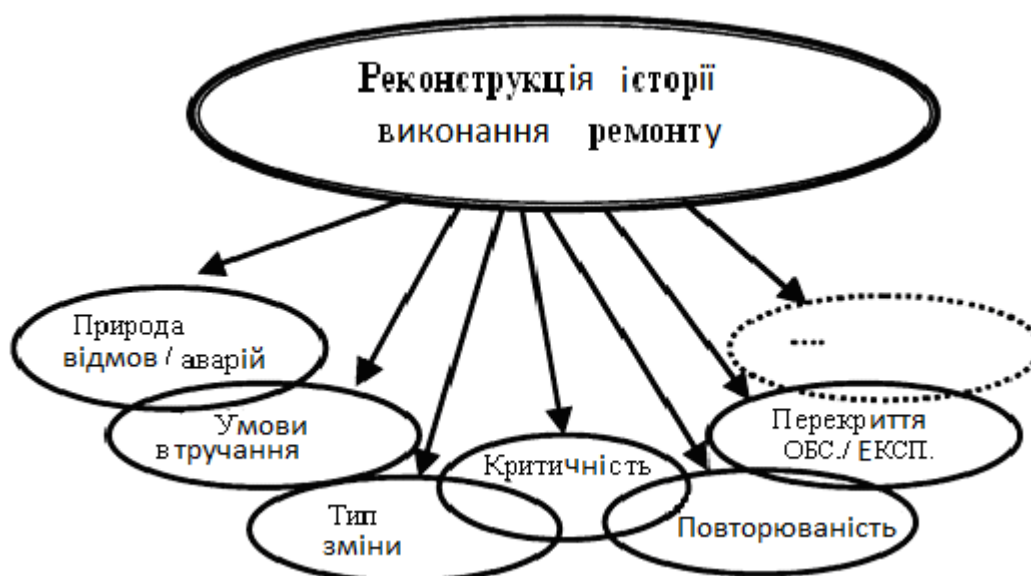 Реконструкція історії
виконання ремонту
Природа
відмов / аварій
Умови
втручання
Тип
зміни
Критичність
Повторюваність
Перекриття
ОБС./ ЕКСП.
....